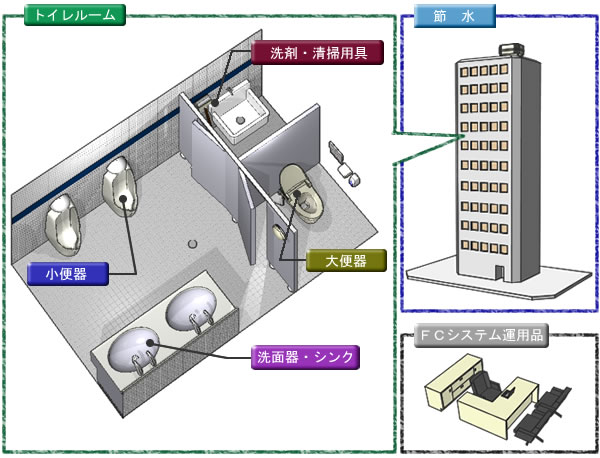 トイレルーム
節 水
洗剤・清掃用具
小便器
大便器
洗面器・シンク
ＦＣシステム運用品